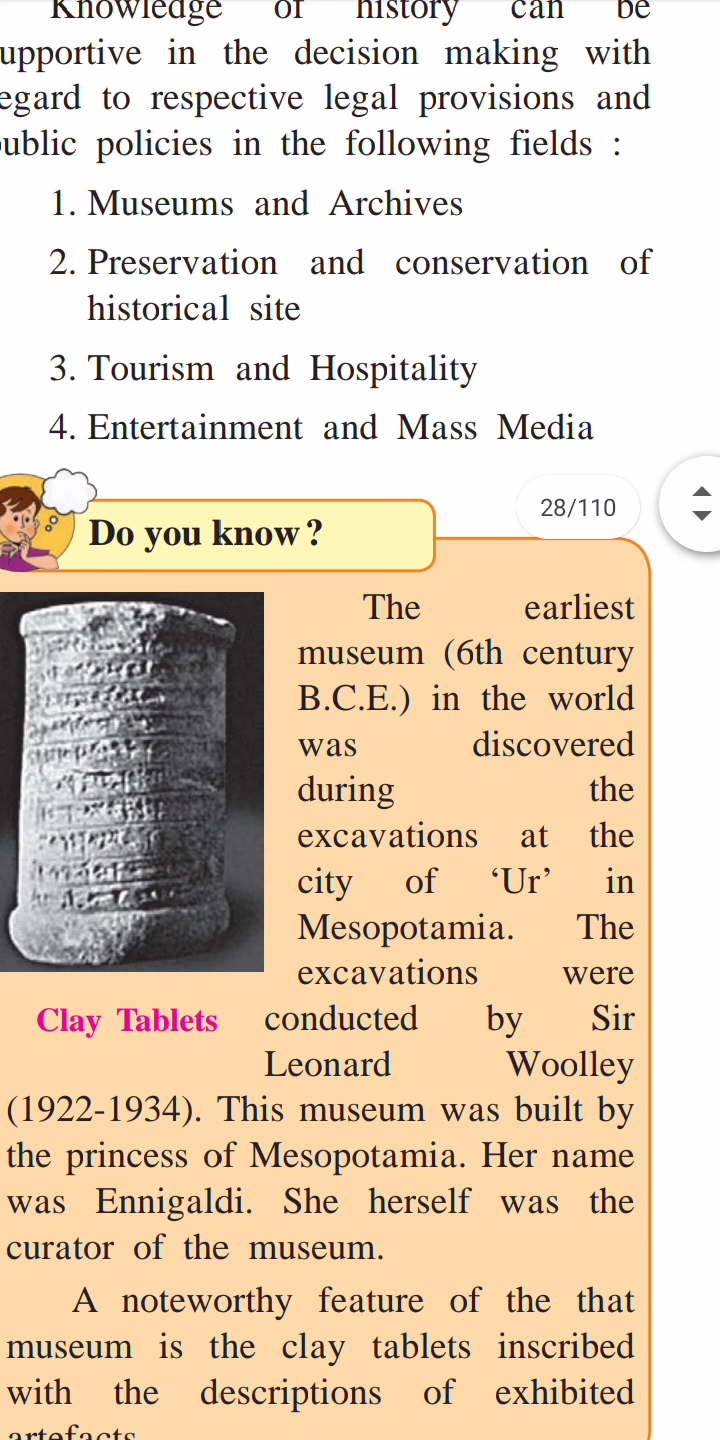 Knowledge of history can be
upportive in the decision making with
egard to respective legal provisions and
ublic policies in the following fields :
1. Museums and Archives
2. Preservation and conservation of
historical site
3. Tourism and Hospitality
4. Entertainment and Mass Media
28/110
Do you know?
The earliest
museum (6th century
B.C.E.) in the world
was discovered
during the
excavations at the
city of ‘Ur’ in
Mesopotamia. The
excavations were
Clay Tablets
conducted by Sir
Leonard Woolley
(1922-1934). This museum was built by
the princess of Mesopotamia. Her name
was Ennigaldi. She herself was the
curator of the museum.
A noteworthy feature of the that
museum is the clay tablets inscribed
with the descriptions of exhibited
artefacts.